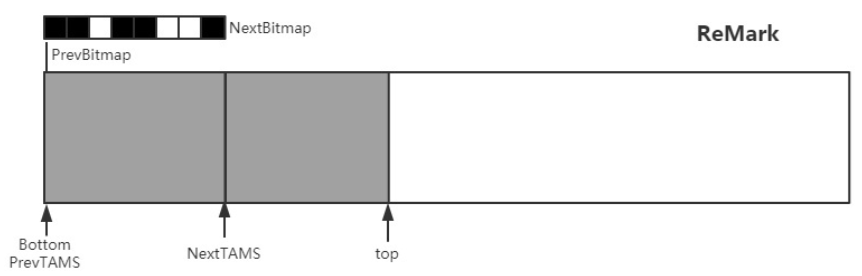 NextBitmap
ReMark
PrevBitmap
Bottom
PrevTAMS
NextTAMS
top